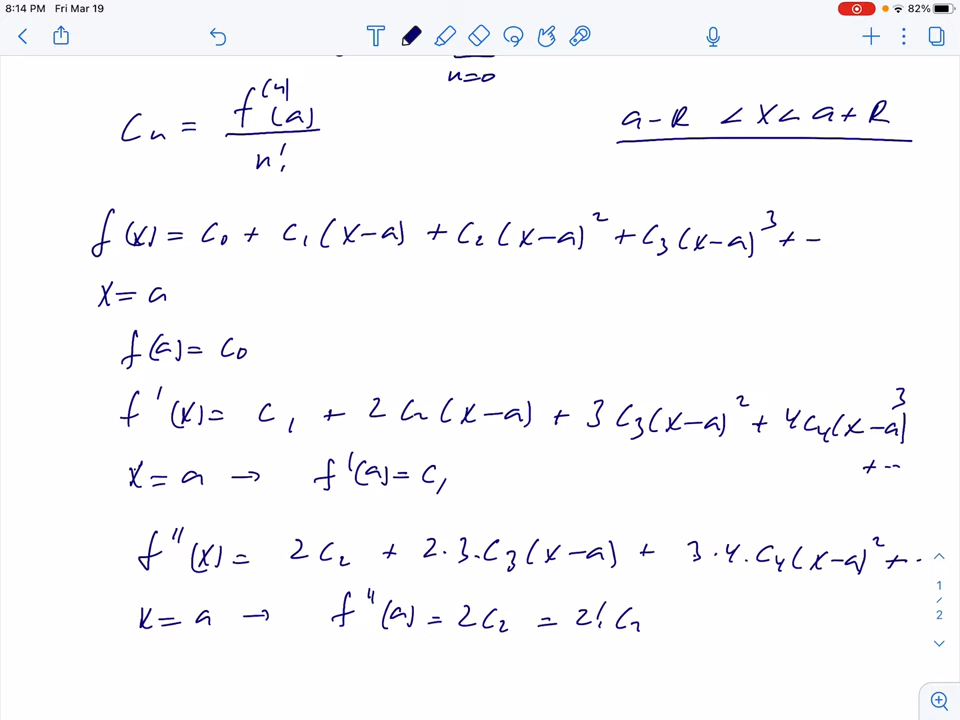 8:14 PM Fri Mar 19 82%
T
n=0
Cn = f^(n)(a) / n!
a-R < x < a+R
f(x) = C0 + C1(x-a) + C2(x-a)^2 + C3(x-a)^3 + --
x = a
f(a) = C0
f'(x) = C1 + 2C2(x-a) + 3C3(x-a)^2 + 4C4(x-a)^3
+ --
x = a → f'(a) = C1
f''(x) = 2C2 + 2·3·C3(x-a) + 3·4·C4(x-a)^2 + ··
x = a → f''(a) = 2C2 = 2! C2
1
/
2